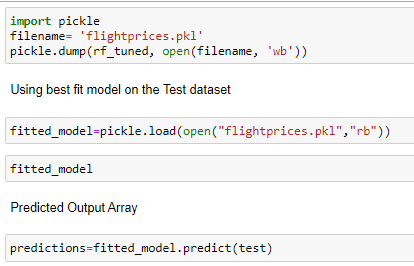 import pickle
filename= 'flightprices.pkl'
pickle.dump(rf_tuned, open(filename, 'wb'))
Using best fit model on the Test dataset
fitted_model=pickle.load(open("flightprices.pkl","rb"))
fitted_model
Predicted Output Array
predictions=fitted_model.predict(test)